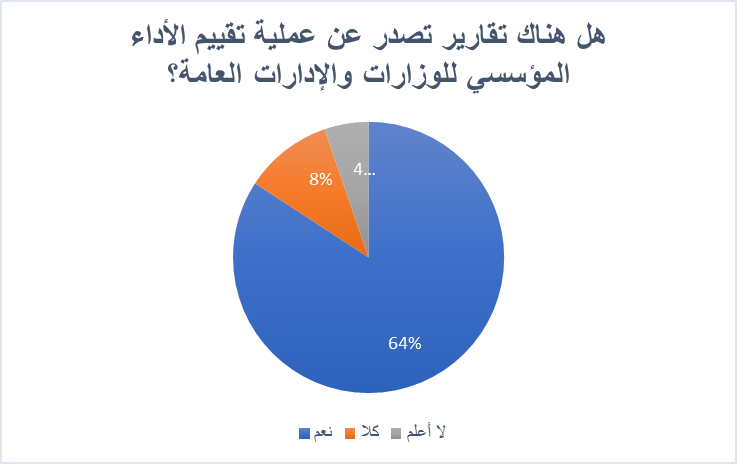 هل هناك تقارير تصدر عن عملية تقييم الأداء
المؤسسي للوزارات والإدارات العامة؟
4...
8%
64%
نعم كلا لا أعلم